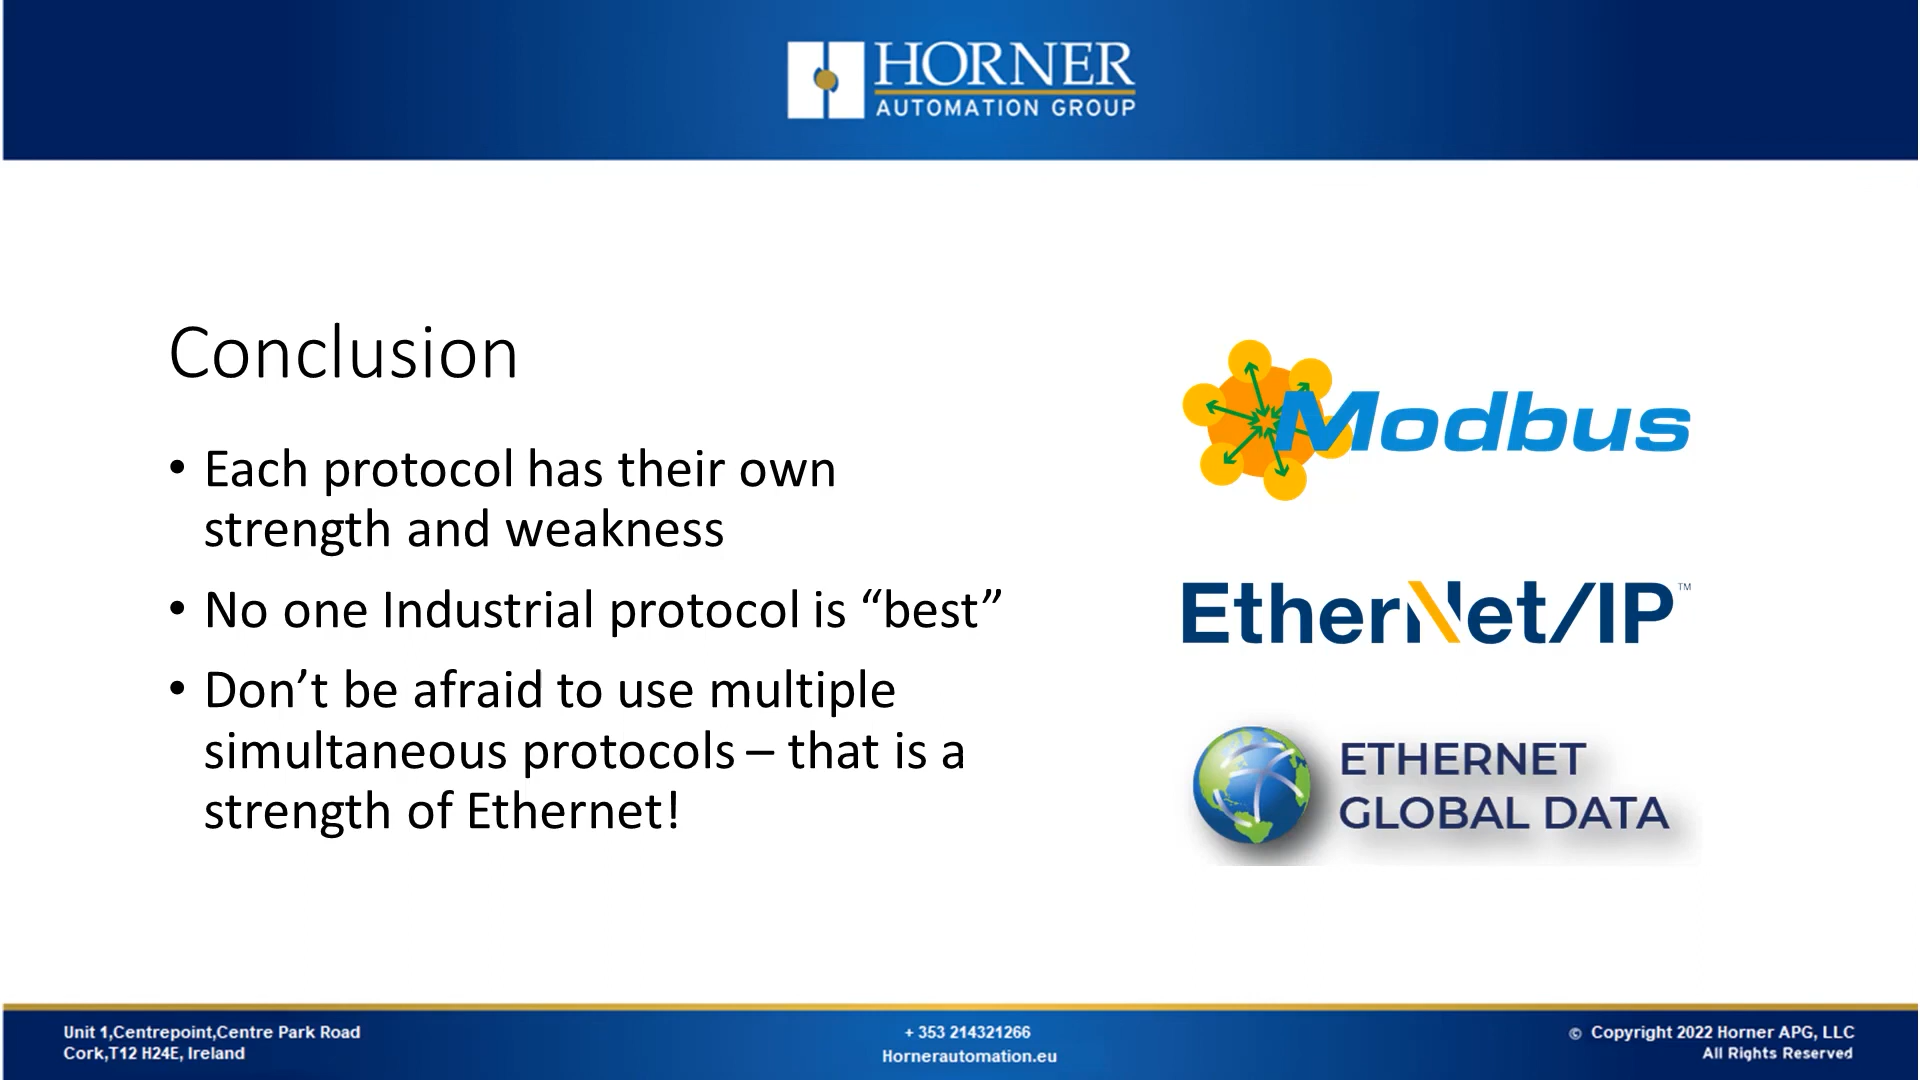 HORNER
AUTOMATION GROUP
Conclusion
• Each protocol has their own
strength and weakness
• No one Industrial protocol is “best”
• Don’t be afraid to use multiple
simultaneous protocols – that is a
strength of Ethernet!
Modbus
EtherNet/IP™
ETHERNET
GLOBAL DATA
Unit 1,Centrepoint,Centre Park Road
Cork,T12 H24E, Ireland
+ 353 214321266
Hornerautomation.eu
© Copyright 2022 Horner APG, LLC
All Rights Reserved